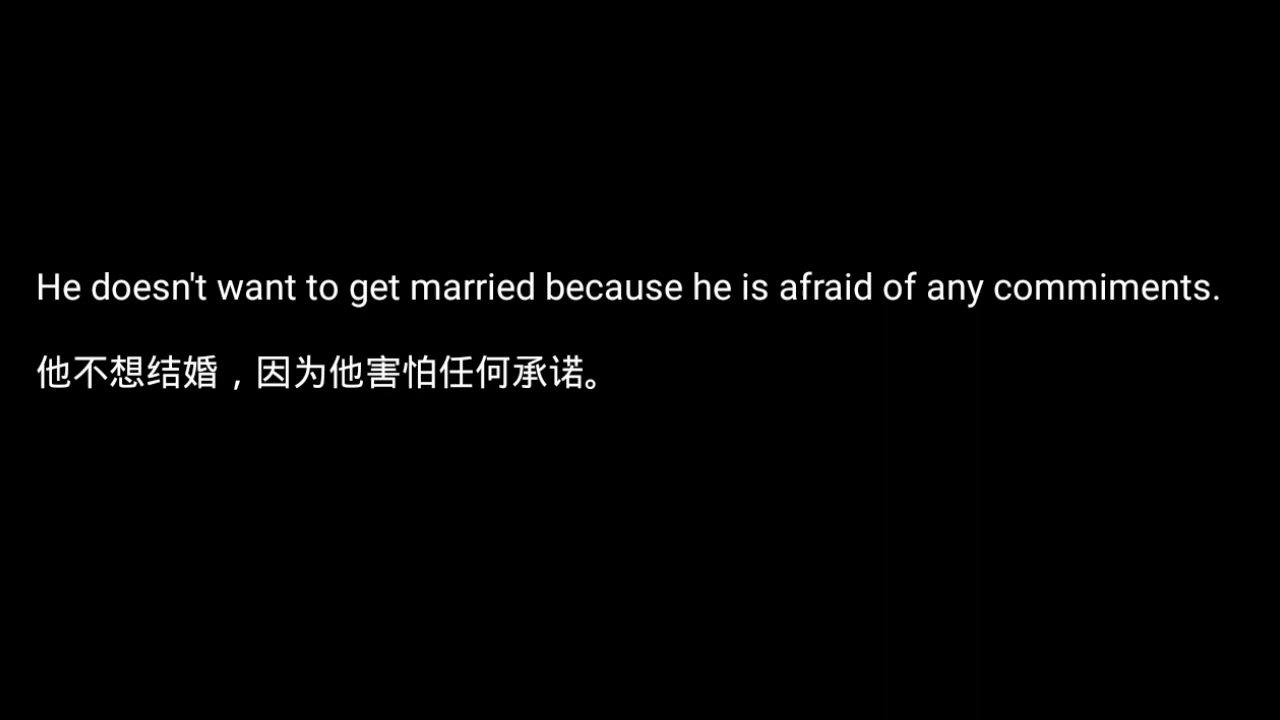 He doesn't want to get married because he is afraid of any commiments.
他不想结婚，因为他害怕任何承诺。